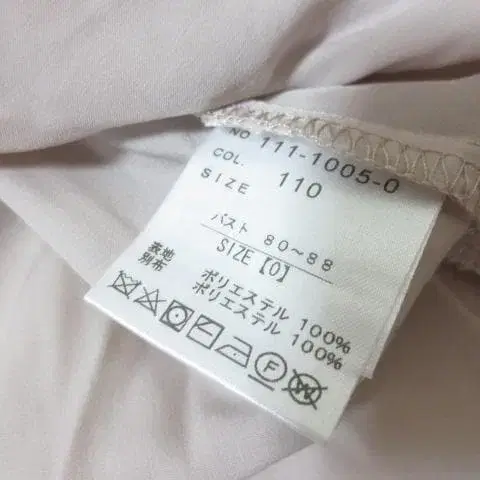 NO 111-1005-0
COL. 110
SIZE
バスト 80~88
SIZE【0】
表地 ポリエステル 100%
別布 ポリエステル 100%